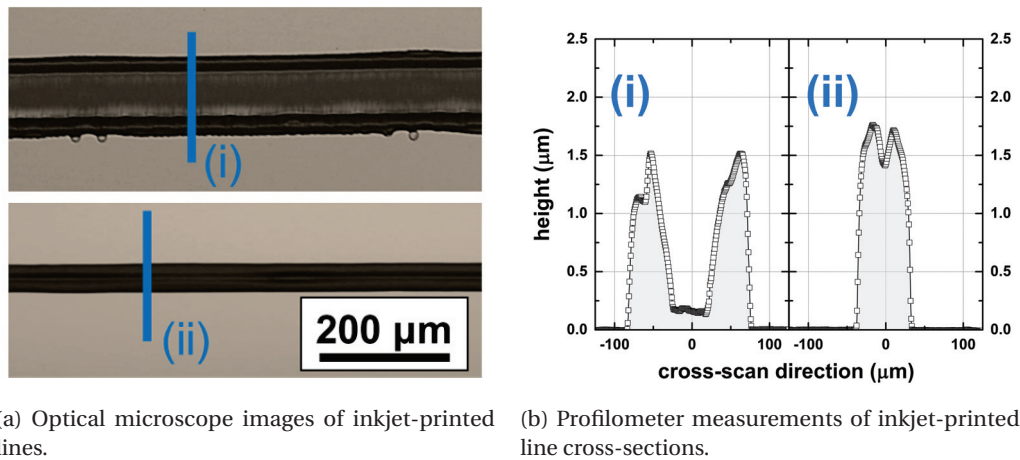 (i)
(ii)
200 µm
2.5
2.0
1.5
1.0
0.5
0.0
height (µm)
(i)
(ii)
2.5
2.0
1.5
1.0
0.5
0.0
-100
0
100
-100
0
100
cross-scan direction (µm)
(a) Optical microscope images of inkjet-printed
lines.
(b) Profilometer measurements of inkjet-printed
line cross-sections.